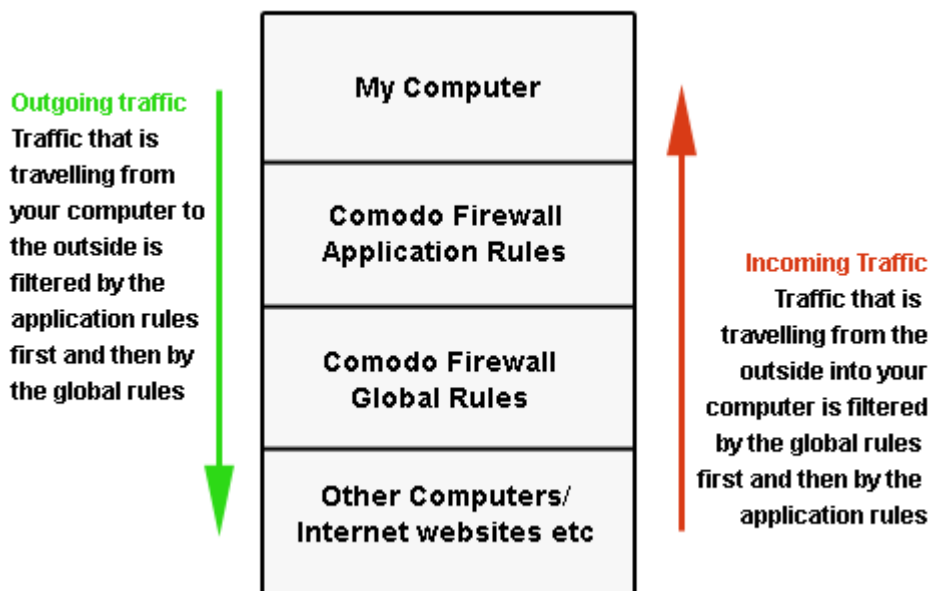 Outgoing traffic
Traffic that is
travelling from
your computer to
the outside is
filtered by the
application rules
first and then by
the global rules
My Computer
Comodo Firewall
Application Rules
Comodo Firewall
Global Rules
Other Computers/
Internet websites etc
Incoming Traffic
Traffic that is
travelling from the
outside into your
computer is filtered
by the global rules
first and then by the
application rules